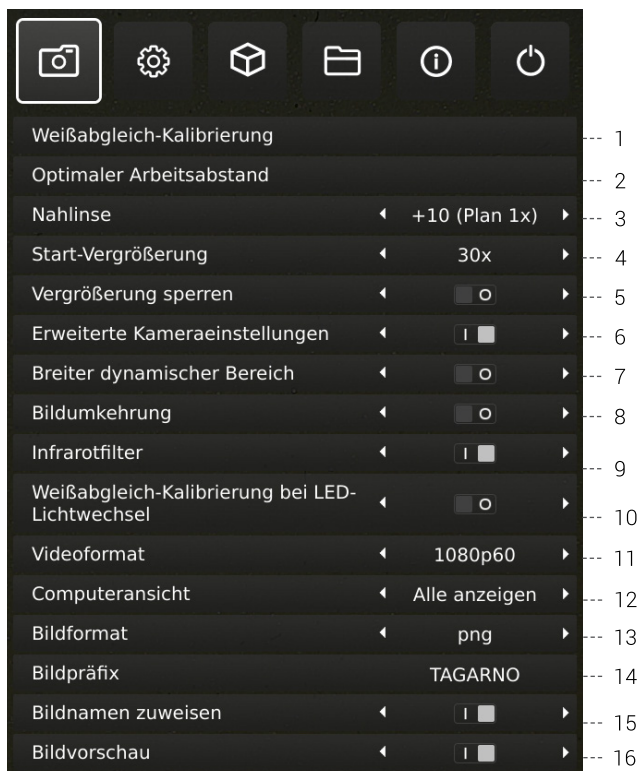 Weißabgleich-Kalibrierung 1
Optimaler Arbeitsabstand 2
Nahlinse +10 (Plan 1x) 3
Start-Vergrößerung 30x 4
Vergrößerung sperren O 5
Erweiterte Kameraeinstellungen I 6
Breiter dynamischer Bereich O 7
Bildumkehrung O 8
Infrarotfilter I 9
Weißabgleich-Kalibrierung bei LED-
Lichtwechsel O 10
Videoformat 1080p60 11
Computeransicht Alle anzeigen 12
Bildformat png 13
Bildpräfix TAGARNO 14
Bildnamen zuweisen I 15
Bildvorschau I 16